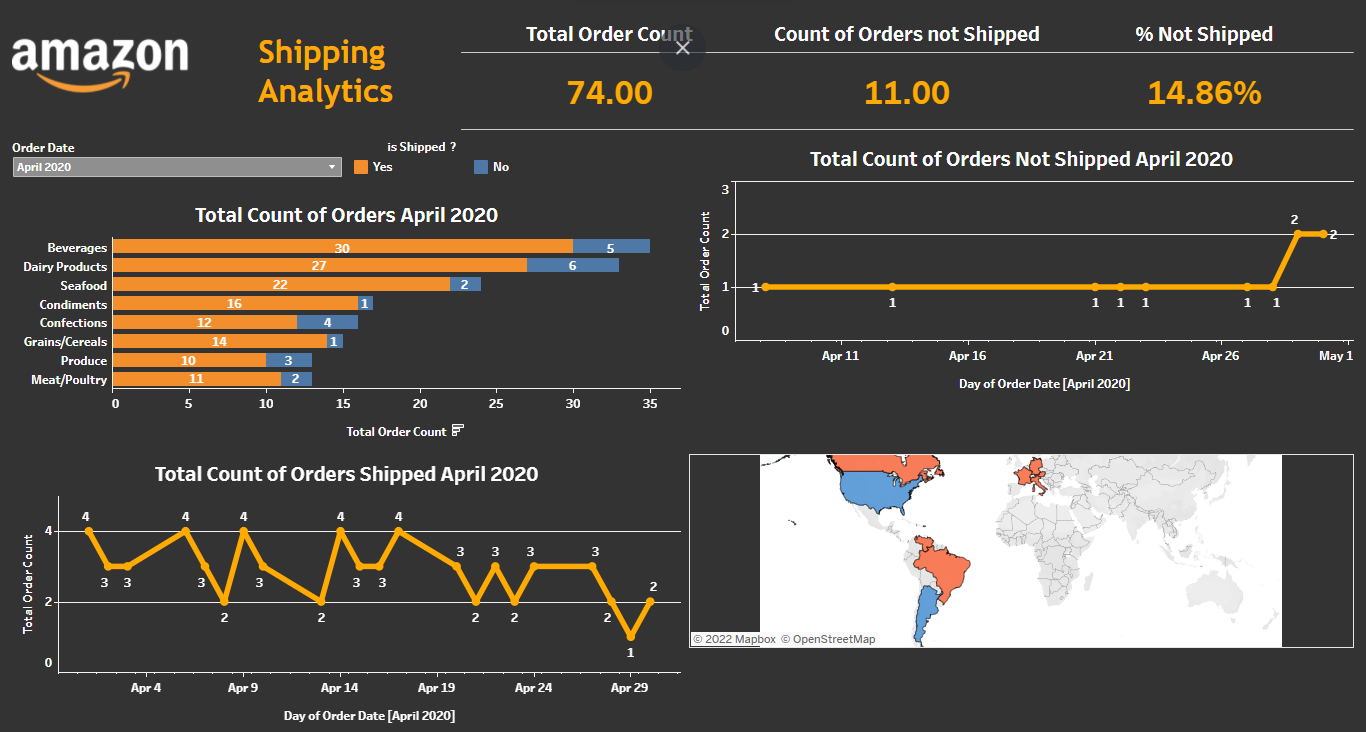 amazon
Shipping
Analytics
Total Order Count
Count of Orders not Shipped
% Not Shipped
74.00
11.00
14.86%
Order Date
April 2020
is Shipped ?
Yes
No
Total Count of Orders April 2020
Beverages 30 5
Dairy Products 27 6
Seafood 22 2
Condiments 16 1
Confections 12 4
Grains/Cereals 14 1
Produce 10 3
Meat/Poultry 11 2
0 5 10 15 20 25 30 35
Total Order Count
Total Count of Orders Not Shipped April 2020
Total Order Count
3
2
1
0
1 1 1 1 1 1 1 2 2
Apr 11 Apr 16 Apr 21 Apr 26 May 1
Day of Order Date [April 2020]
Total Count of Orders Shipped April 2020
Total Order Count
4
2
0
4 2 3 4 3 2 4 3 2 4 3 3 4 3 2 3 2 3 3 2 1 2
Apr 4 Apr 9 Apr 14 Apr 19 Apr 24 Apr 29
Day of Order Date [April 2020]
© 2022 Mapbox © OpenStreetMap